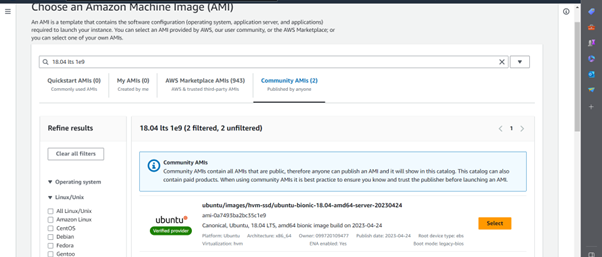 Choose an Amazon Machine Image (AMI)
An AMI is a template that contains the software configuration (operating system, application server, and applications)
required to launch your instance. You can select an AMI provided by AWS, our user community, or the AWS Marketplace; or
you can select one of your own AMIs.
18.04 lts 1e9
Quickstart AMIs (0)
Commonly used AMIs
My AMIs (0)
Created by me
AWS Marketplace AMIs (943)
AWS & trusted third-party AMIs
Community AMIs (2)
Published by anyone
Refine results
Clear all filters
Operating system
Linux/Unix
All Linux/Unix
Amazon Linux
CentOS
Debian
Fedora
Gentoo
18.04 lts 1e9 (2 filtered, 2 unfiltered)
1
Community AMIs
Community AMIs contains all AMIs that are public, therefore anyone can publish an AMI and it will show in this catalog. This catalog can also
contain paid products. When using community AMIs it is best practice to ensure you know and trust the publisher before launching an AMI.
ubuntu
Verified provider
ubuntu/images/hvm-ssd/ubuntu-bionic-18.04-amd64-server-20230424
ami-0a7493ba2bc35c1e9
Canonical, Ubuntu, 18.04 LTS, amd64 bionic image build on 2023-04-24
Platform: Ubuntu Architecture: x86_64 Owner: 099720109477 Publish date: 2023-04-24 Root device type: ebs
Virtualization: hvm ENA enabled: Yes Boot mode: legacy-bios
Select